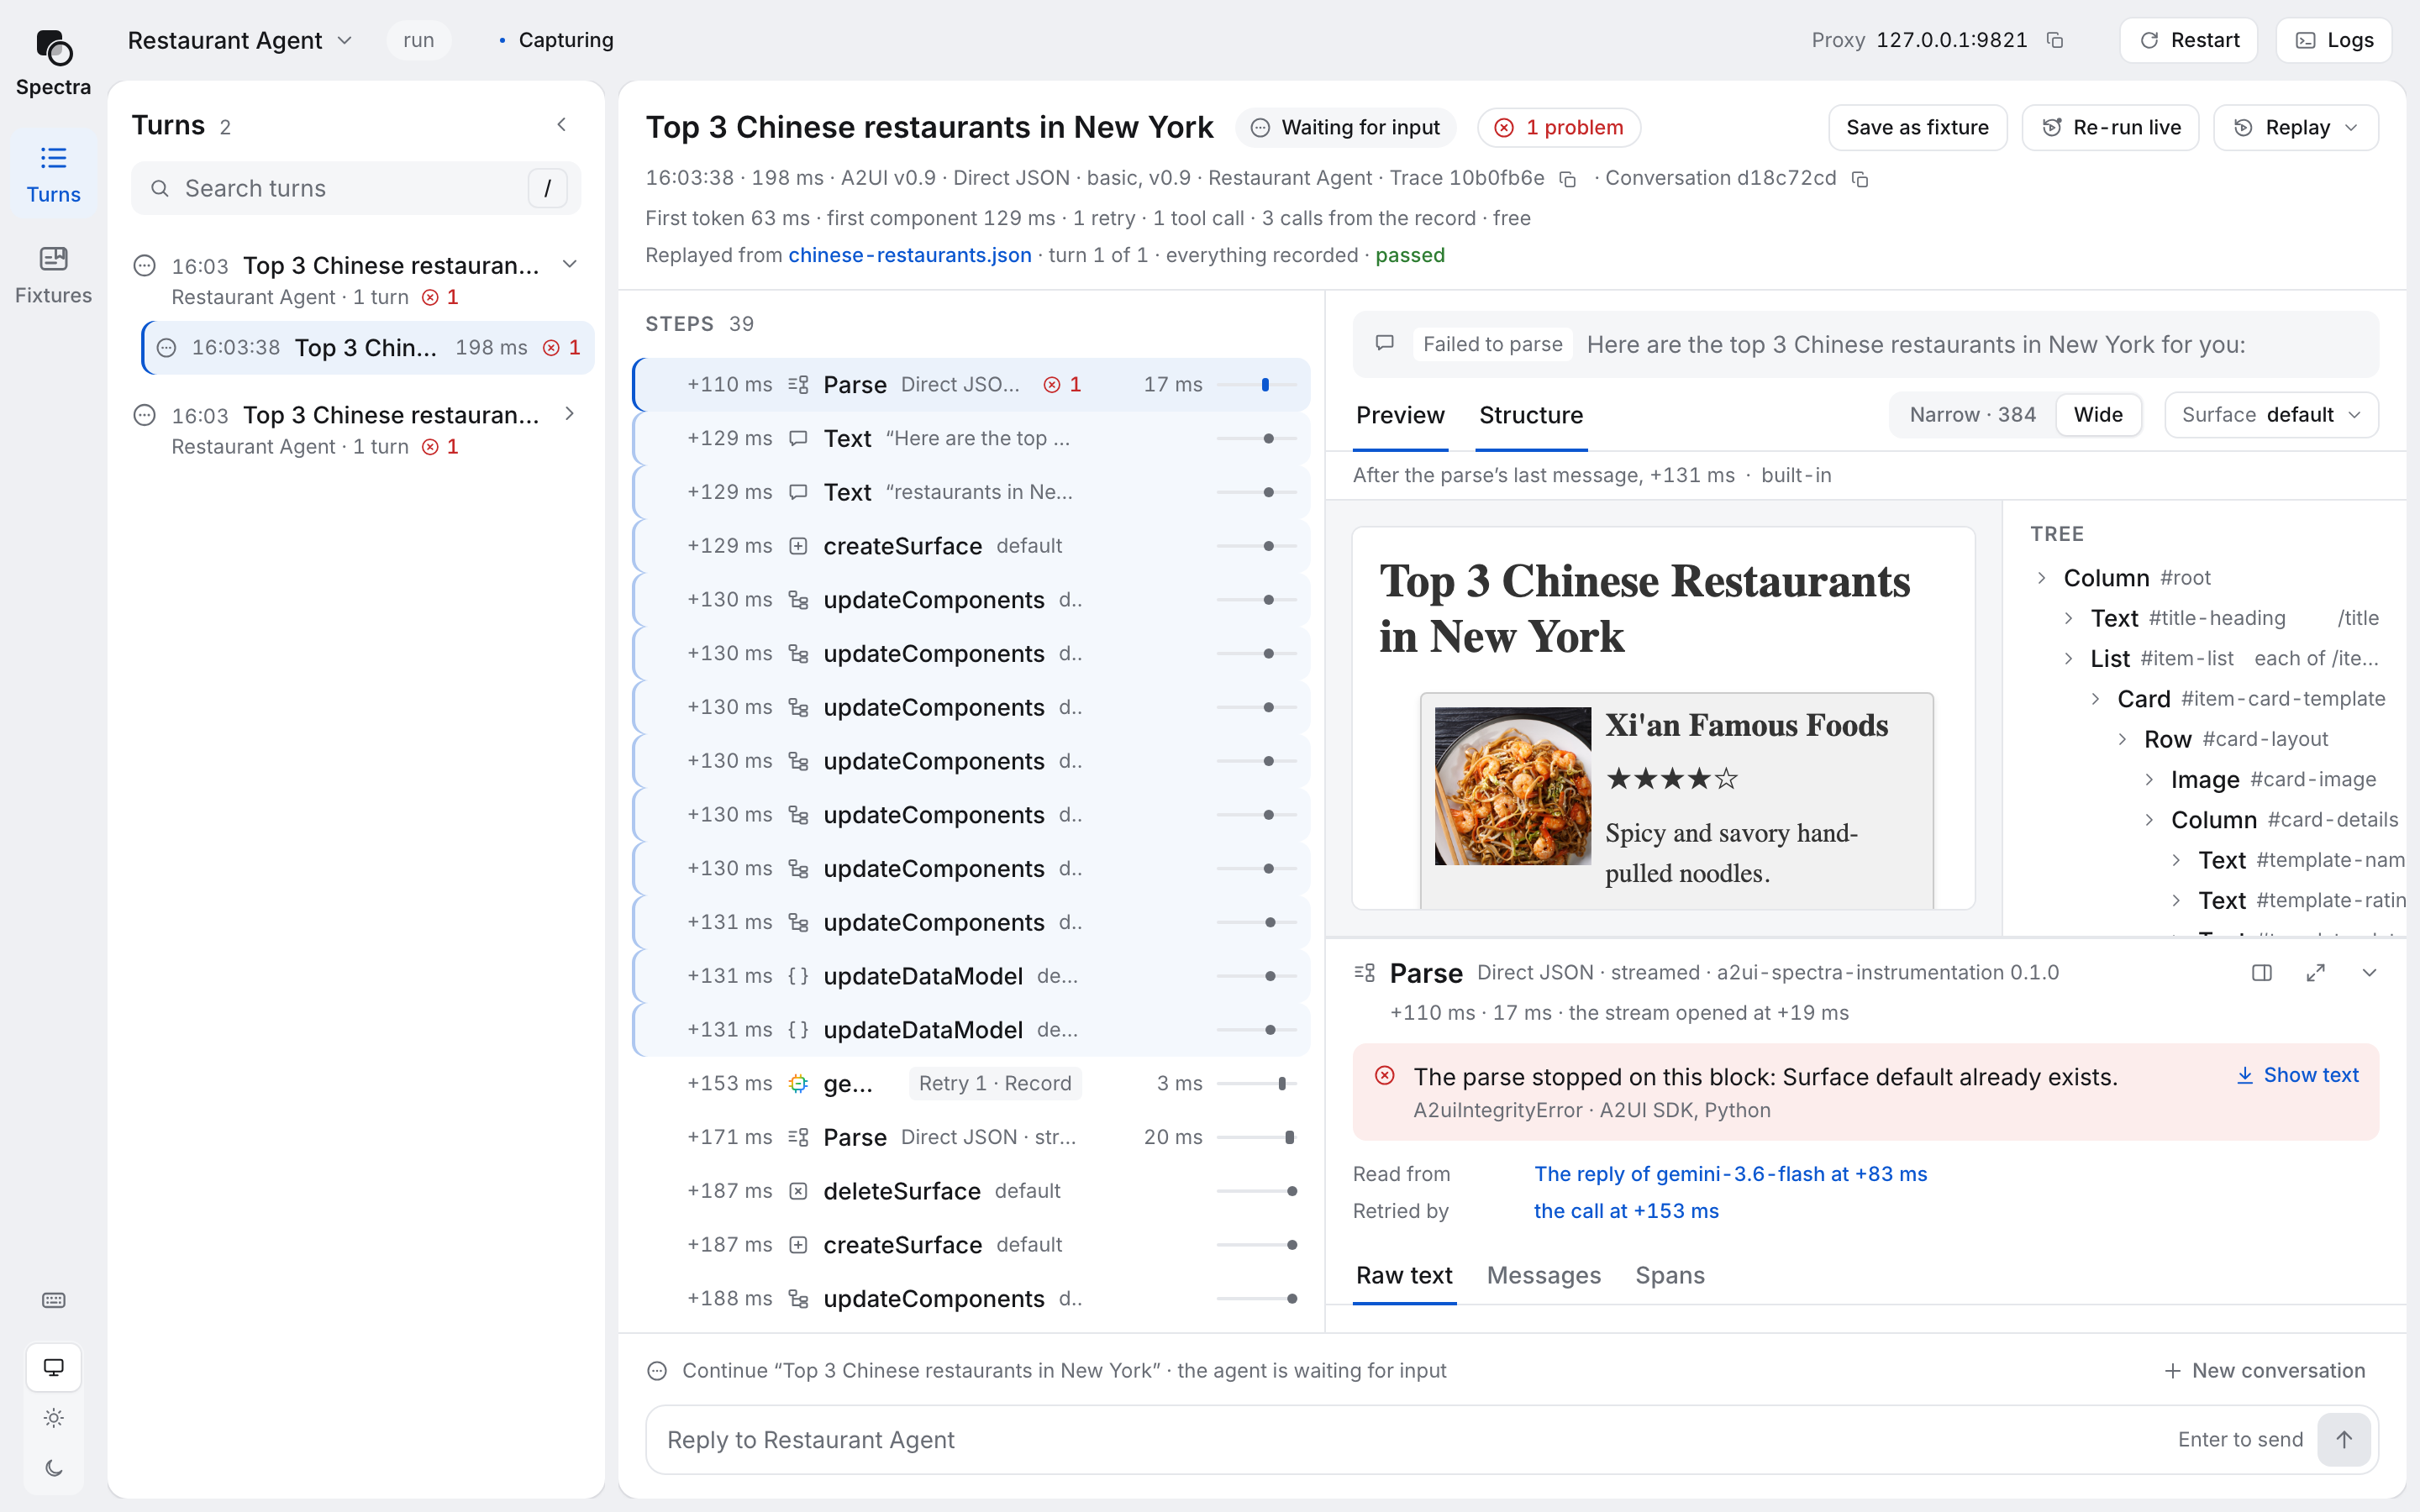 Spectra
Turns
Fixtures
Restaurant Agent
run
Capturing
Proxy 127.0.0.1:9821
Restart
Logs
Turns 2
Search turns /
16:03 Top 3 Chinese restauran...
Restaurant Agent · 1 turn 1
16:03:38 Top 3 Chin... 198 ms 1
16:03 Top 3 Chinese restauran...
Restaurant Agent · 1 turn 1
Top 3 Chinese restaurants in New York
Waiting for input
1 problem
Save as fixture
Re-run live
Replay
16:03:38 · 198 ms · A2UI v0.9 · Direct JSON · basic, v0.9 · Restaurant Agent · Trace 10b0fb6e · Conversation d18c72cd
First token 63 ms · first component 129 ms · 1 retry · 1 tool call · 3 calls from the record · free
Replayed from chinese-restaurants.json · turn 1 of 1 · everything recorded · passed
STEPS 39
+110 ms Parse Direct JSO... 1 17 ms
+129 ms Text “Here are the top ...
+129 ms Text “restaurants in Ne...
+129 ms createSurface default
+130 ms updateComponents d..
+130 ms updateComponents d..
+130 ms updateComponents d..
+130 ms updateComponents d..
+130 ms updateComponents d..
+130 ms updateComponents d..
+131 ms updateComponents d..
+131 ms updateDataModel de...
+131 ms updateDataModel de...
+153 ms ge... Retry 1 · Record 3 ms
+171 ms Parse Direct JSON · str... 20 ms
+187 ms deleteSurface default
+187 ms createSurface default
+188 ms updateComponents d..
Failed to parse Here are the top 3 Chinese restaurants in New York for you:
Preview
Structure
Narrow · 384
Wide
Surface default
After the parse’s last message, +131 ms · built-in
Top 3 Chinese Restaurants
in New York
Xi'an Famous Foods
★★★★☆
Spicy and savory hand-
pulled noodles.
TREE
Column #root
Text #title-heading /title
List #item-list each of /ite...
Card #item-card-template
Row #card-layout
Image #card-image
Column #card-details
Text #template-nam
Text #template-ratin
Parse Direct JSON · streamed · a2ui-spectra-instrumentation 0.1.0
+110 ms · 17 ms · the stream opened at +19 ms
The parse stopped on this block: Surface default already exists.
Show text
A2uiIntegrityError · A2UI SDK, Python
Read from The reply of gemini-3.6-flash at +83 ms
Retried by the call at +153 ms
Raw text
Messages
Spans
Continue “Top 3 Chinese restaurants in New York” · the agent is waiting for input
New conversation
Reply to Restaurant Agent
Enter to send